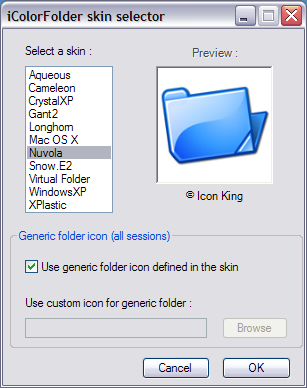 iColorFolder skin selector
Select a skin :
Preview :
Aqueous
Cameleon
CrystalXP
Gant2
Longhorn
Mac OS X
Nuvola
Snow.E2
Virtual Folder
WindowsXP
XPlastic
© Icon King
Generic folder icon (all sessions)
Use generic folder icon defined in the skin
Use custom icon for generic folder :
Browse
Cancel
OK